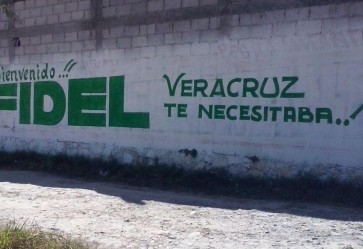 Bienvenido..!!
FIDEL
VERACRUZ
TE NECESITABA..!